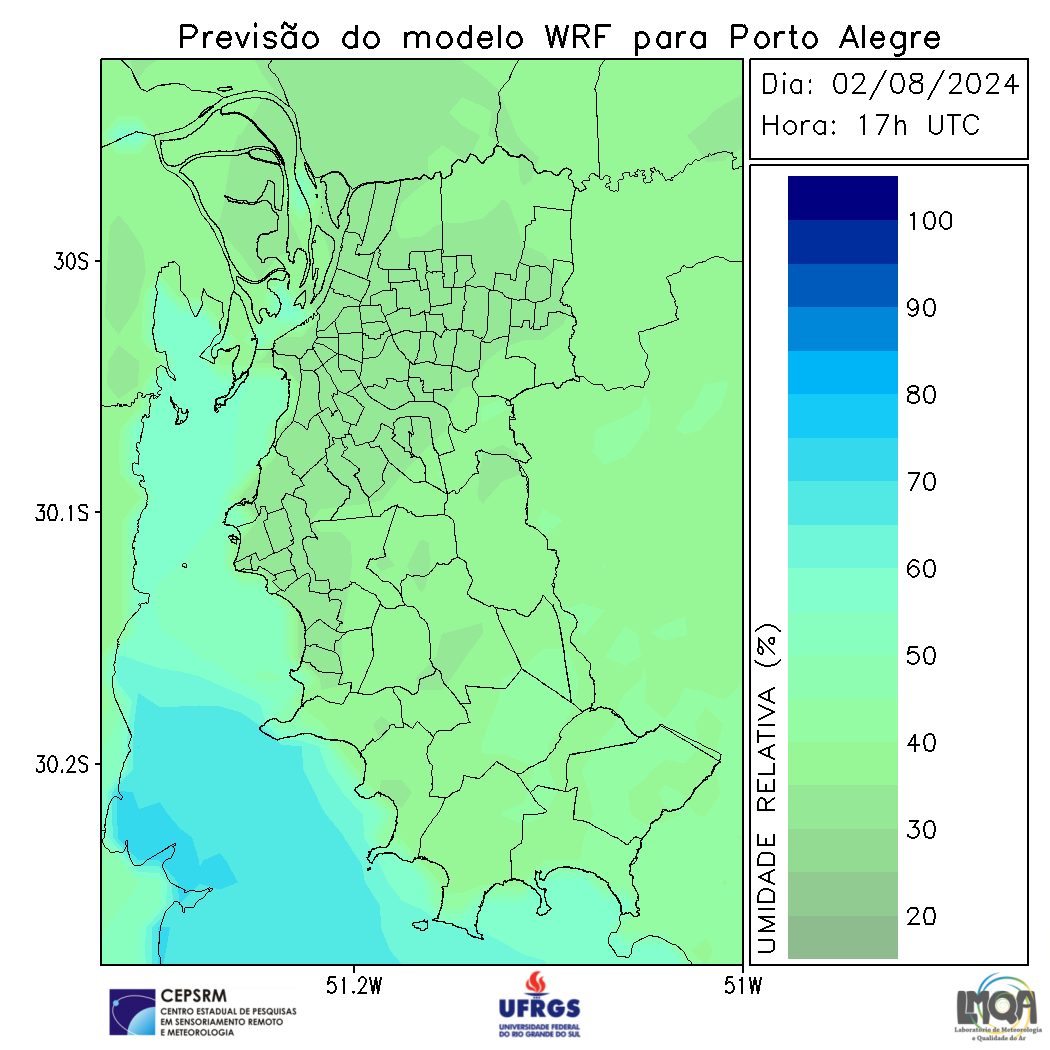 Previsão do modelo WRF para Porto Alegre
Dia: 02/08/2024
Hora: 17h UTC
30S
30.1S
30.2S
51.2W
51W
UMIDADE RELATIVA (%)
100
90
80
70
60
50
40
30
20
CEPSRM
CENTRO ESTADUAL DE PESQUISAS
EM SENSORIAMENTO REMOTO
E METEOROLOGIA
UFRGS
UNIVERSIDADE FEDERAL
DO RIO GRANDE DO SUL
LMQA
Laboratório de Meteorologia
e Qualidade do Ar